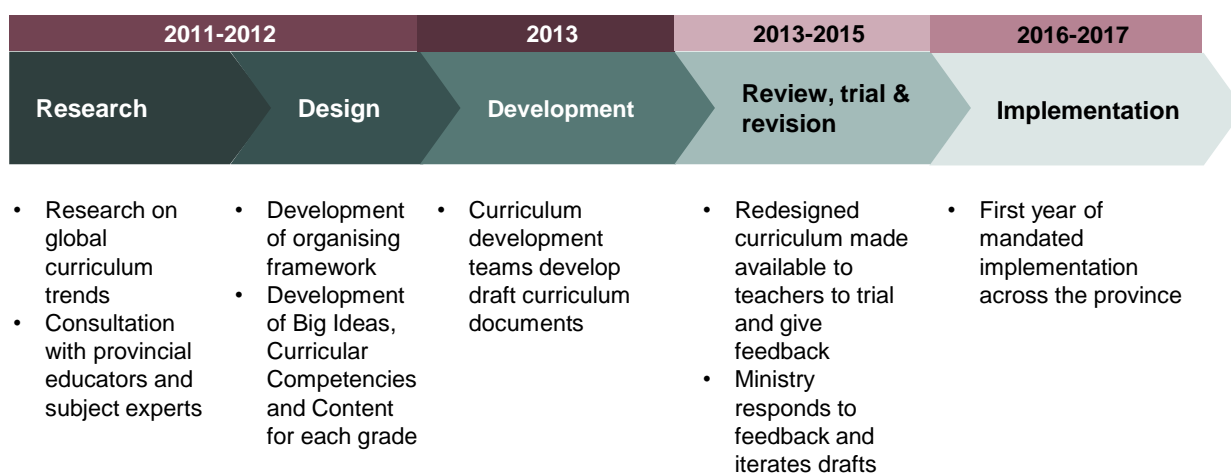 2011-2012
2013
2013-2015
2016-2017
Research
Design
Development
Review, trial &
revision
Implementation
• Research on
global
curriculum
trends
• Consultation
with provincial
educators and
subject experts
• Development
of organising
framework
• Development
of Big Ideas,
Curricular
Competencies
and Content
for each grade
• Curriculum
development
teams develop
draft curriculum
documents
• Redesigned
curriculum made
available to
teachers to trial
and give
feedback
• Ministry
responds to
feedback and
iterates drafts
• First year of
mandated
implementation
across the province